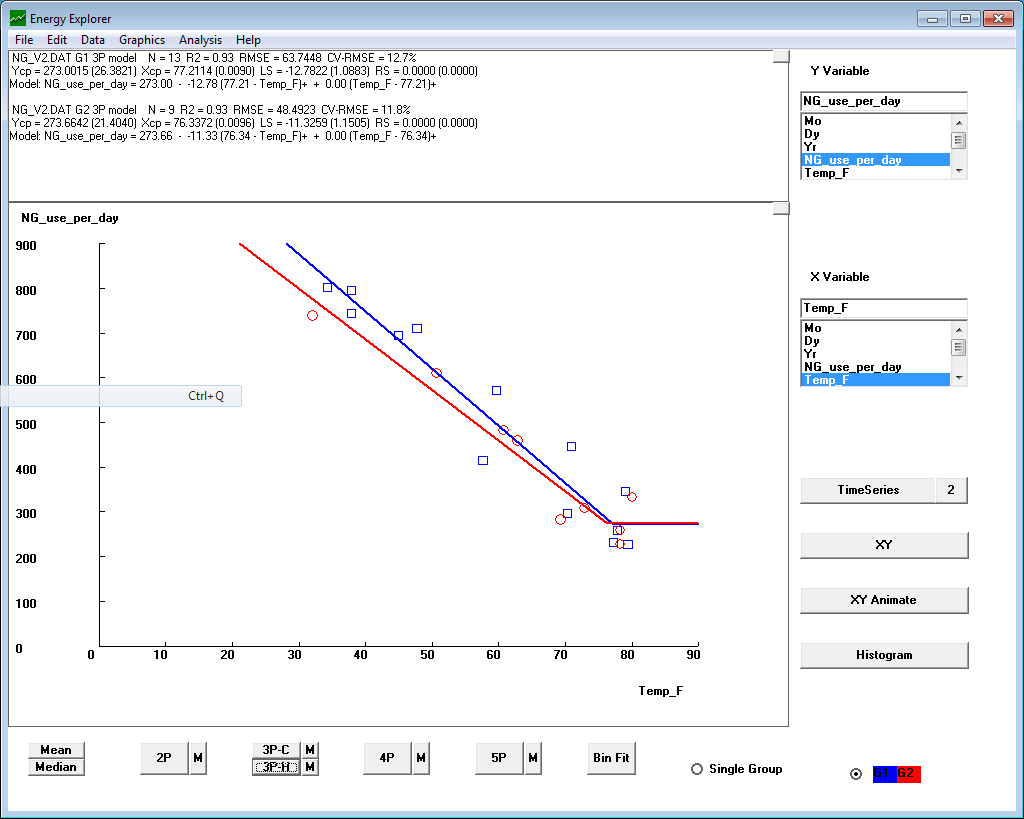 Energy Explorer
File Edit Data Graphics Analysis Help
NG_V2.DAT G1 3P model N = 13 R2 = 0.93 RMSE = 63.7448 CV-RMSE = 12.7%
Ycp = 273.0015 (26.3821) Xcp = 77.2114 (0.0090) LS = -12.7822 (1.0883) RS = 0.0000 (0.0000)
Model: NG_use_per_day = 273.00 - -12.78 (77.21 - Temp_F)+ + 0.00 (Temp_F - 77.21)+
NG_V2.DAT G2 3P model N = 9 R2 = 0.93 RMSE = 48.4923 CV-RMSE = 11.8%
Ycp = 273.6642 (21.4040) Xcp = 76.3372 (0.0096) LS = -11.3259 (1.1505) RS = 0.0000 (0.0000)
Model: NG_use_per_day = 273.66 - -11.33 (76.34 - Temp_F)+ + 0.00 (Temp_F - 76.34)+
Y Variable
NG_use_per_day
Mo
Dy
Yr
NG_use_per_day
Temp_F
X Variable
Temp_F
Mo
Dy
Yr
NG_use_per_day
Temp_F
NG_use_per_day
900
800
700
600
500
400
300
200
100
0
0 10 20 30 40 50 60 70 80 90
Temp_F
Ctrl+Q
TimeSeries 2
XY
XY Animate
Histogram
Mean
Median
2P M
3P-C M
3P-H M
4P M
5P M
Bin Fit
Single Group
G1 G2